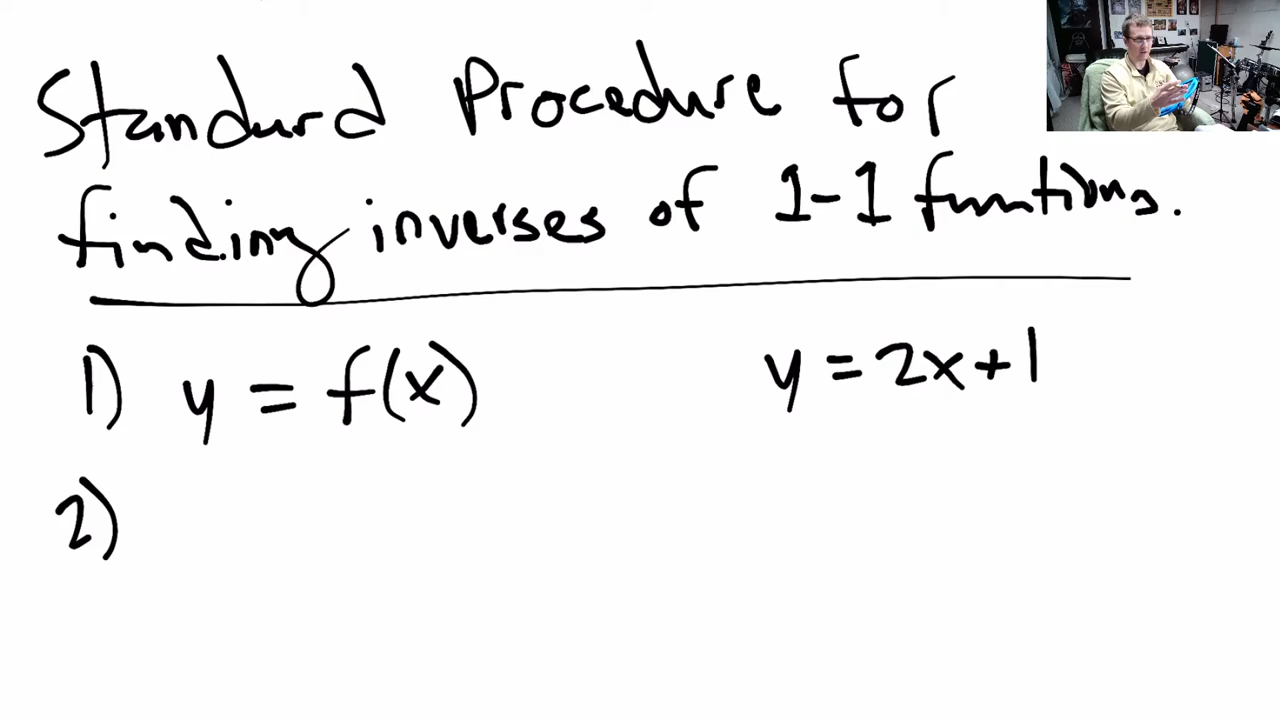 Standard Procedure for
finding inverses of 1-1 functions.
1) y = f(x)
y = 2x+1
2)